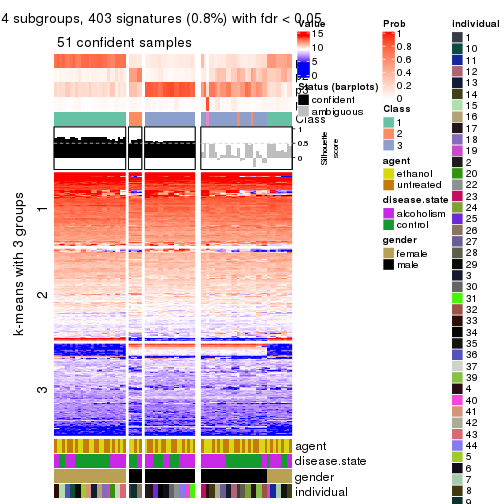 4 subgroups, 403 signatures (0.8%) with fdr < 0.05
51 confident samples
k-means with 3 groups
1
2
3
Class
1
0.5
0
Silhouette
score
agent
disease.state
gender
individual
Value
15
10
5
0
Status (barplots)
confident
ambiguous
Prob
1
0.8
0.6
0.4
0.2
0
Class
1
2
3
agent
ethanol
untreated
disease.state
alcoholism
control
gender
female
male
individual
1
10
11
12
13
14
15
16
17
18
19
2
20
22
23
24
25
26
27
28
29
3
30
31
32
33
34
35
36
37
39
4
40
41
42
43
44
5
6
7
8
9